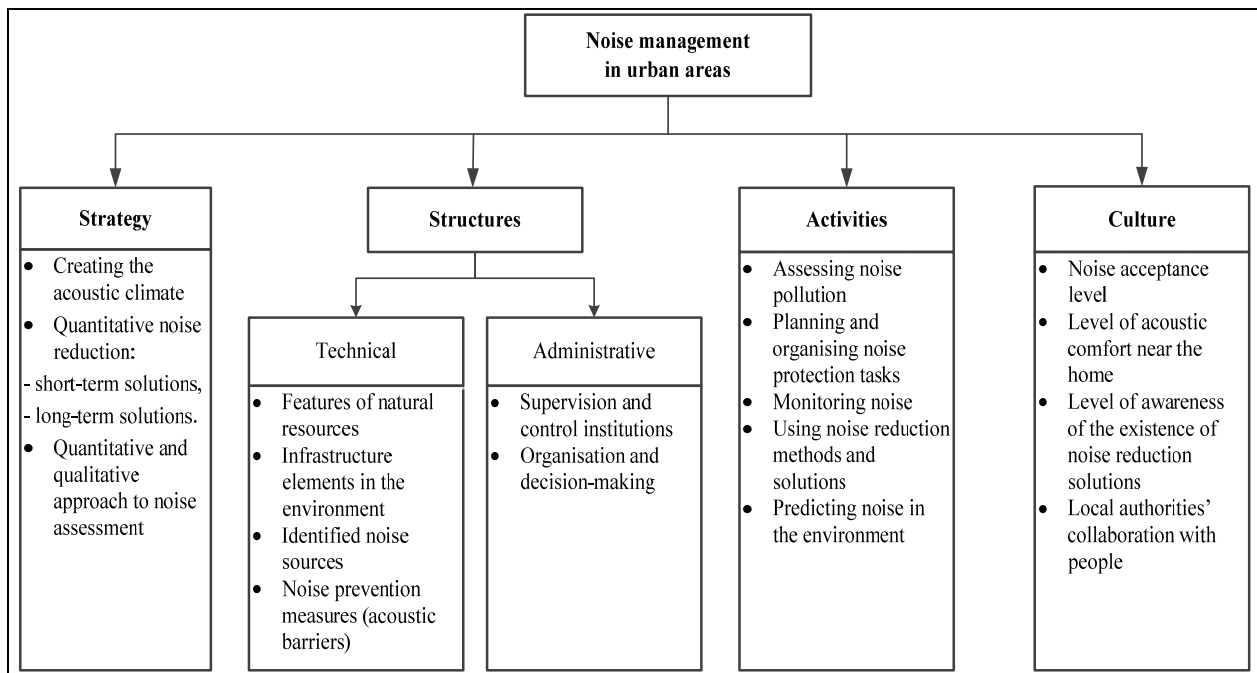 Noise management
in urban areas
Strategy
• Creating the
acoustic climate
• Quantitative noise
reduction:
- short-term solutions,
- long-term solutions.
• Quantitative and
qualitative
approach to noise
assessment
Structures
Technical
• Features of natural
resources
• Infrastructure
elements in the
environment
• Identified noise
sources
• Noise prevention
measures (acoustic
barriers)
Administrative
• Supervision and
control institutions
• Organisation and
decision-making
Activities
• Assessing noise
pollution
• Planning and
organising noise
protection tasks
• Monitoring noise
• Using noise reduction
methods and
solutions
• Predicting noise in
the environment
Culture
• Noise acceptance
level
• Level of acoustic
comfort near the
home
• Level of awareness
of the existence of
noise reduction
solutions
• Local authorities’
collaboration with
people